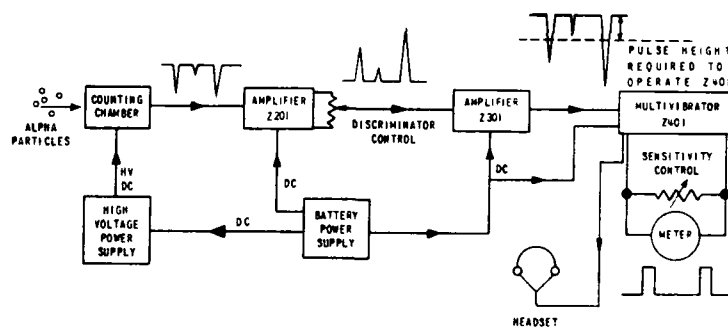 PULSE HEIGHT
REQUIRED TO
OPERATE Z401
ALPHA
PARTICLES
COUNTING
CHAMBER
AMPLIFIER
Z201
DISCRIMINATOR
CONTROL
AMPLIFIER
Z301
MULTIVIBRATOR
Z401
HV
DC
DC
DC
SENSITIVITY
CONTROL
HIGH
VOLTAGE
POWER
SUPPLY
DC
BATTERY
POWER
SUPPLY
METER
HEADSET